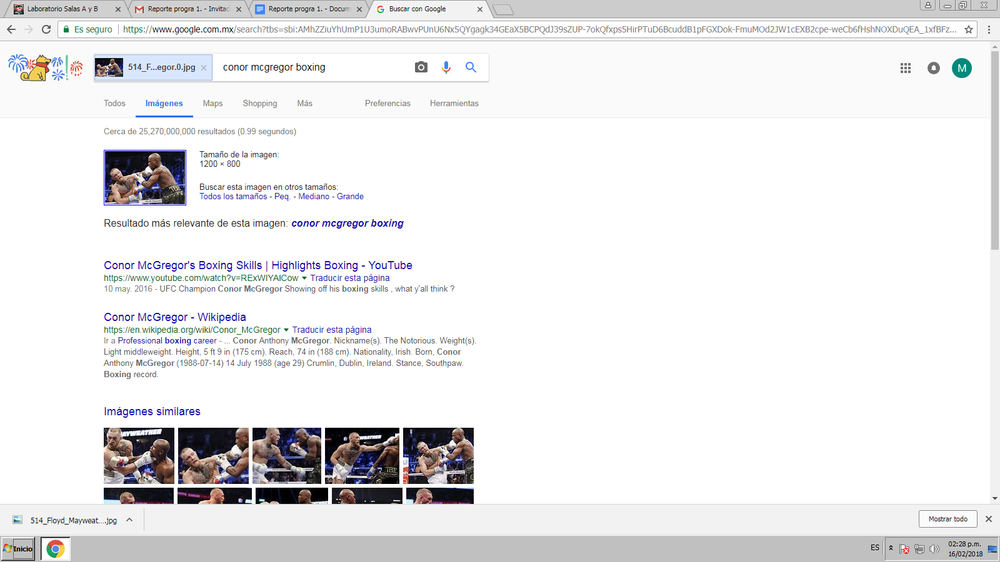 Laboratorio Salas A y B
Reporte progra 1. - Invitac
Reporte progra 1. - Docum
Buscar con Google
Es seguro
https://www.google.com.mx/search?tbs=sbi:AMhZZiuYhUmP1U3umoRABwvPUnU6Nx5QYgagk34GEaX5BCPQdJ39sZUP-7okQfxps5HirPTuD6BcuddB1pFGXDok-FmuMOd2JW1cEXB2cpe-weCb6fHshNOXDuQEA_1xfBFz...
514_F...egor.0.jpg
conor mcgregor boxing
M
Todos
Imágenes
Maps
Shopping
Más
Preferencias
Herramientas
Cerca de 25,270,000,000 resultados (0.99 segundos)
Tamaño de la imagen:
1200 × 800
Buscar esta imagen en otros tamaños:
Todos los tamaños - Peq. - Mediano - Grande
Resultado más relevante de esta imagen: conor mcgregor boxing
Conor McGregor's Boxing Skills | Highlights Boxing - YouTube
https://www.youtube.com/watch?v=RExWIYAlCow Traducir esta página
10 may. 2016 - UFC Champion Conor McGregor Showing off his boxing skills , what y'all think ?
Conor McGregor - Wikipedia
https://en.wikipedia.org/wiki/Conor_McGregor Traducir esta página
Ir a Professional boxing career - ... Conor Anthony McGregor. Nickname(s). The Notorious. Weight(s).
Light middleweight. Height, 5 ft 9 in (175 cm). Reach, 74 in (188 cm). Nationality, Irish. Born, Conor
Anthony McGregor (1988-07-14) 14 July 1988 (age 29) Crumlin, Dublin, Ireland. Stance, Southpaw.
Boxing record.
Imágenes similares
514_Floyd_Mayweat....jpg
Mostrar todo
Inicio
ES
02:28 p.m.
16/02/2018